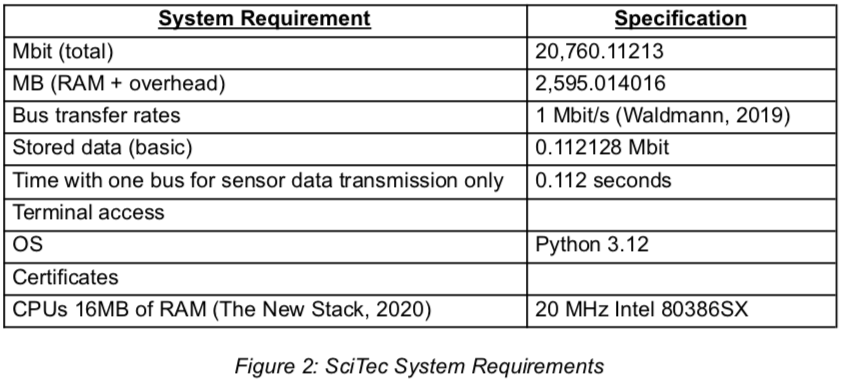 System Requirement Specification
Mbit (total) 20,760.11213
MB (RAM + overhead) 2,595.014016
Bus transfer rates 1 Mbit/s (Waldmann, 2019)
Stored data (basic) 0.112128 Mbit
Time with one bus for sensor data transmission only 0.112 seconds
Terminal access
OS Python 3.12
Certificates
CPUs 16MB of RAM (The New Stack, 2020) 20 MHz Intel 80386SX
Figure 2: SciTec System Requirements